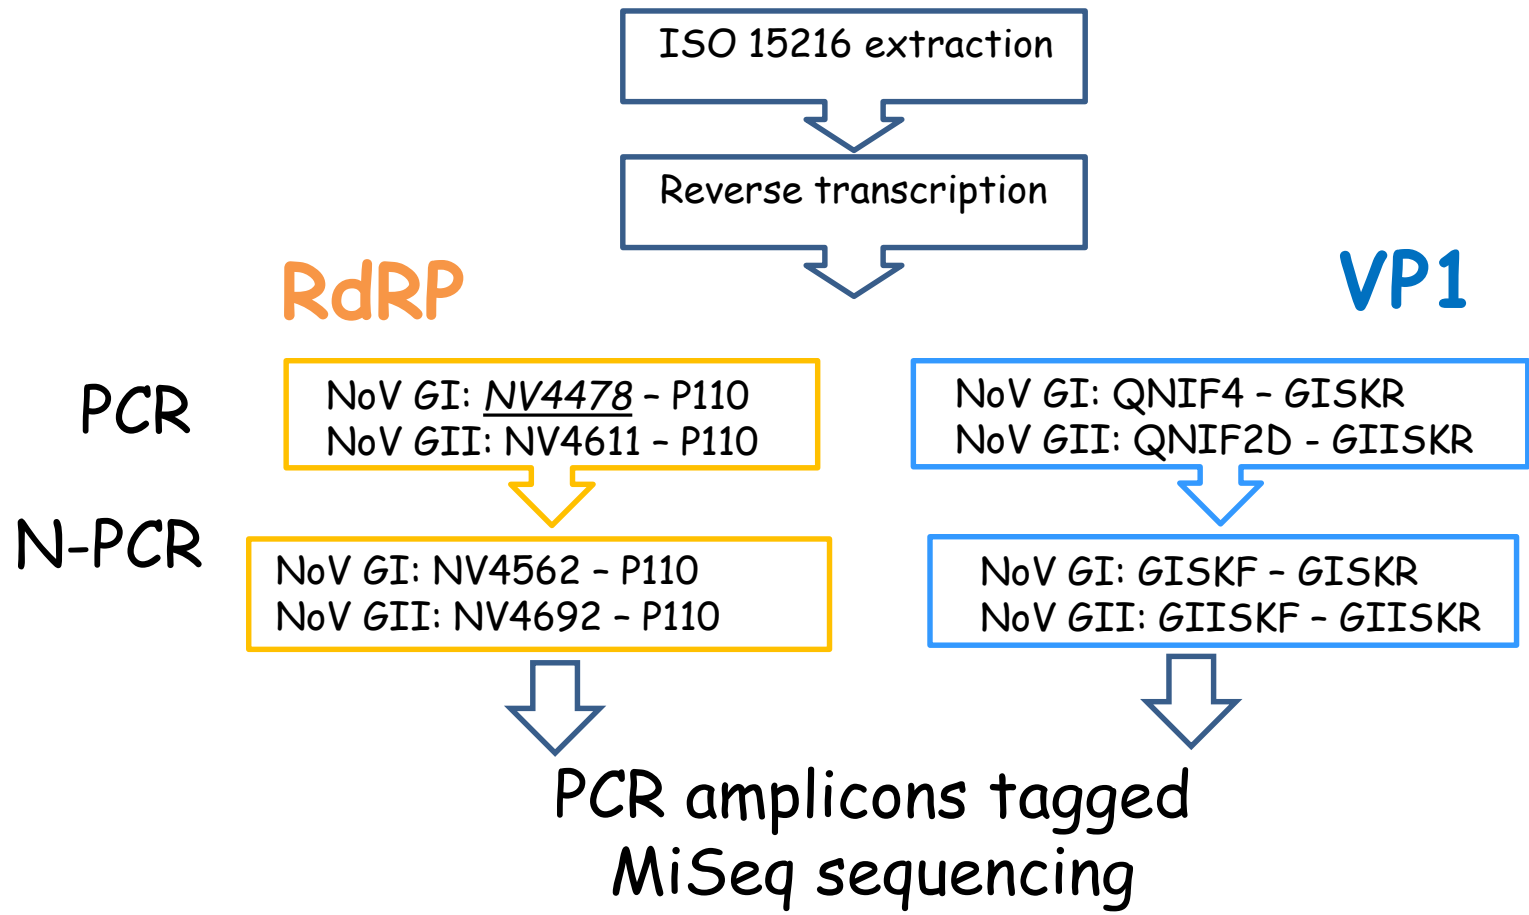 ISO 15216 extraction
Reverse transcription
RdRP
VP1
PCR
NoV GI: NV4478 – P110
NoV GII: NV4611 – P110
NoV GI: QNIF4 – GISKR
NoV GII: QNIF2D - GIISKR
N-PCR
NoV GI: NV4562 – P110
NoV GII: NV4692 – P110
NoV GI: GISKF – GISKR
NoV GII: GIISKF – GIISKR
PCR amplicons tagged
MiSeq sequencing